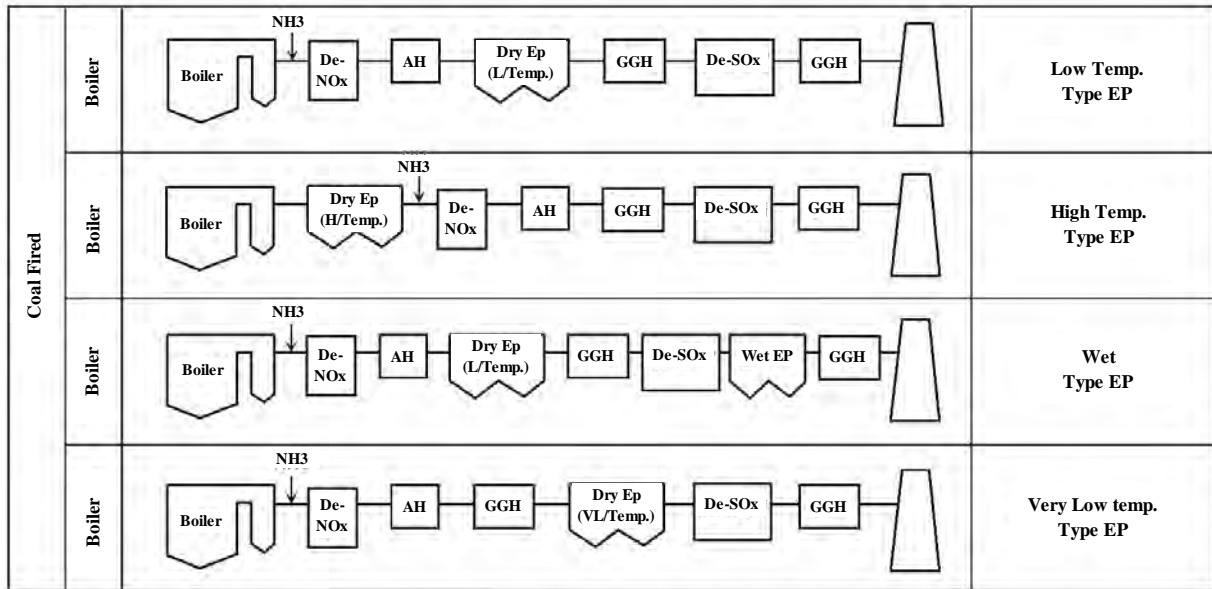 Coal Fired
Boiler
NH3
Boiler
De-
NOx
AH
Dry Ep
(L/Temp.)
GGH
De-SOx
GGH
Low Temp.
Type EP
Boiler
NH3
Boiler
Dry Ep
(H/Temp.)
De-
NOx
AH
GGH
De-SOx
GGH
High Temp.
Type EP
Boiler
NH3
Boiler
De-
NOx
AH
Dry Ep
(L/Temp.)
GGH
De-SOx
Wet EP
GGH
Wet
Type EP
Boiler
NH3
Boiler
De-
NOx
AH
GGH
Dry Ep
(VL/Temp.)
De-SOx
GGH
Very Low temp.
Type EP